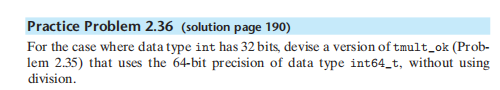 Practice Problem 2.36 (solution page 190)
For the case where data type int has 32 bits, devise a version of tmult_ok (Prob-
lem 2.35) that uses the 64-bit precision of data type int64_t, without using
division.